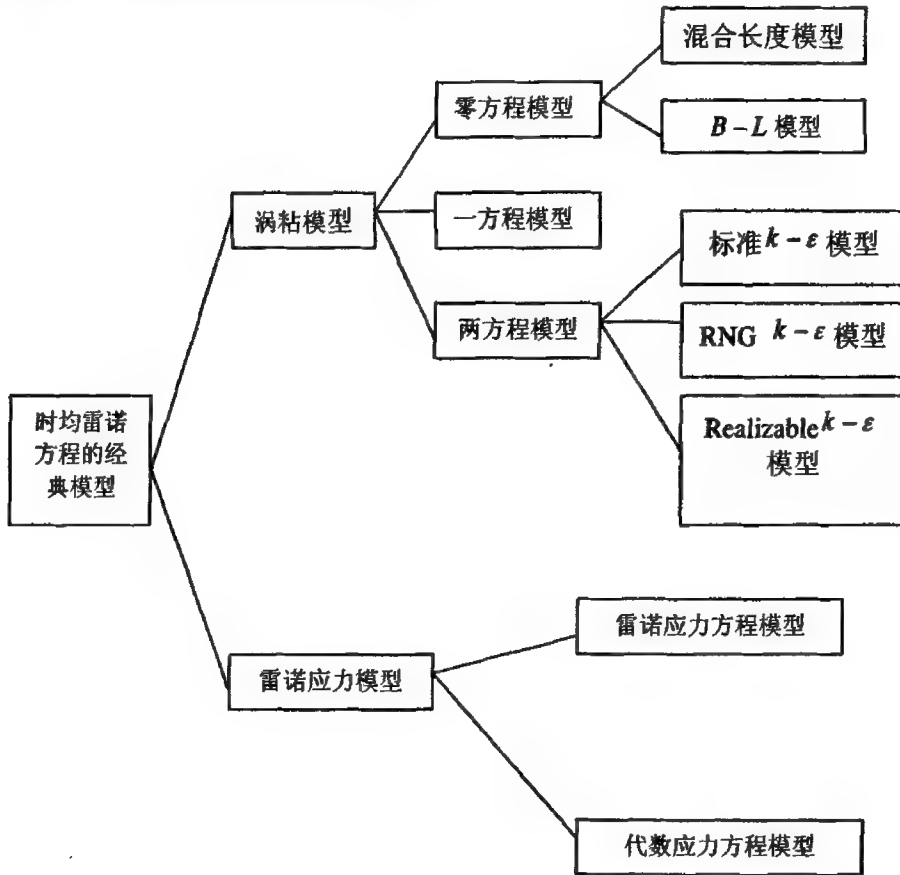 混合长度模型
零方程模型
B－L 模型
涡粘模型
一方程模型
标准k－ε 模型
两方程模型
RNG k－ε 模型
时均雷诺
方程的经
典模型
Realizable k－ε
模型
雷诺应力方程模型
雷诺应力模型
代数应力方程模型